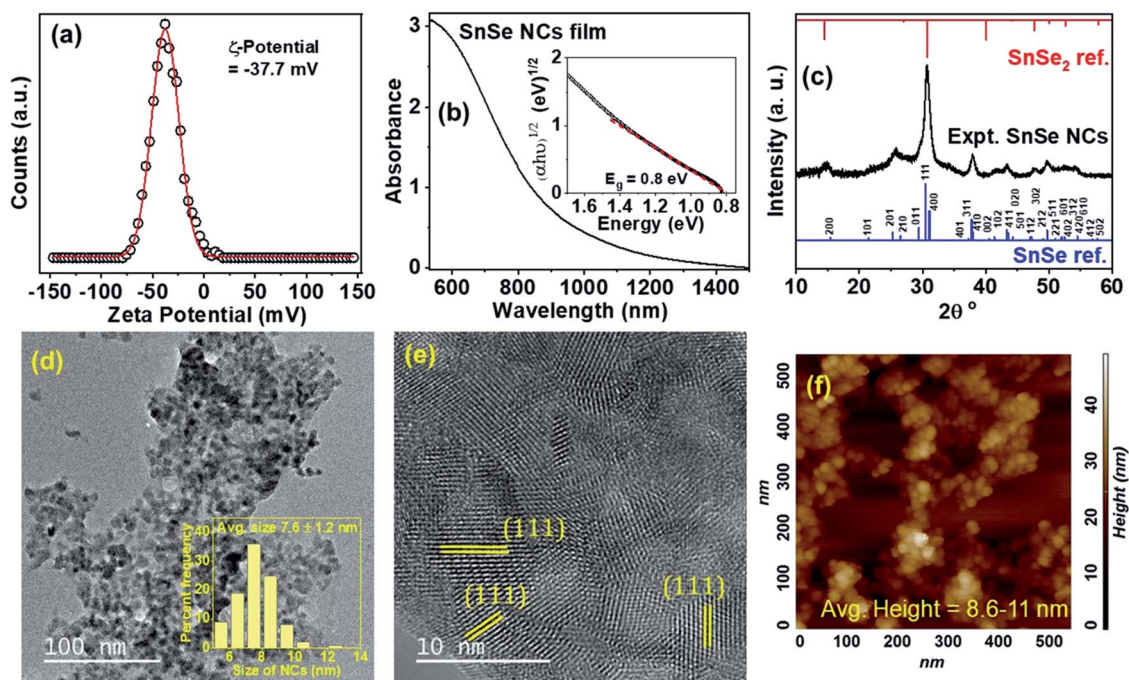 (a)
ζ-Potential
= -37.7 mV
Counts (a.u.)
-150 -100 -50 0 50 100 150
Zeta Potential (mV)
SnSe NCs film
(b)
3
2
1
0
Absorbance
600 800 1000 1200 1400
Wavelength (nm)
2
1
0
(αhυ)1/2 (eV)1/2
Eg = 0.8 eV
1.6 1.4 1.2 1.0 0.8
Energy (eV)
SnSe2 ref.
(c)
Expt. SnSe NCs
Intensity (a. u.)
200
101
201
210
011
111
400
401
311
410
002
102
411
020
501
112
302
212
511
221
601
402
312
420
610
412
502
SnSe ref.
10 20 30 40 50 60
2θ °
(d)
Avg. size 7.6 ± 1.2 nm
40
30
20
10
0
Percent frequency
6 8 10 12 14
Size of NCs (nm)
100 nm
(e)
(111)
(111)
(111)
10 nm
(f)
500
400
300
200
100
0
nm
Avg. Height = 8.6-11 nm
0 100 200 300 400 500
nm
40
30
20
10
0
Height (nm)